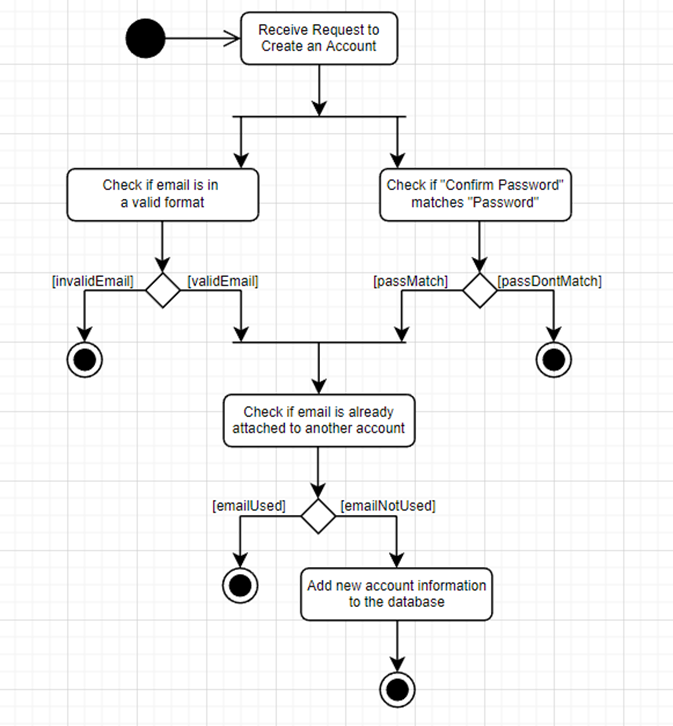 Receive Request to
Create an Account
Check if email is in
a valid format
Check if "Confirm Password"
matches "Password"
[invalidEmail]
[validEmail]
[passMatch]
[passDontMatch]
Check if email is already
attached to another account
[emailUsed]
[emailNotUsed]
Add new account information
to the database